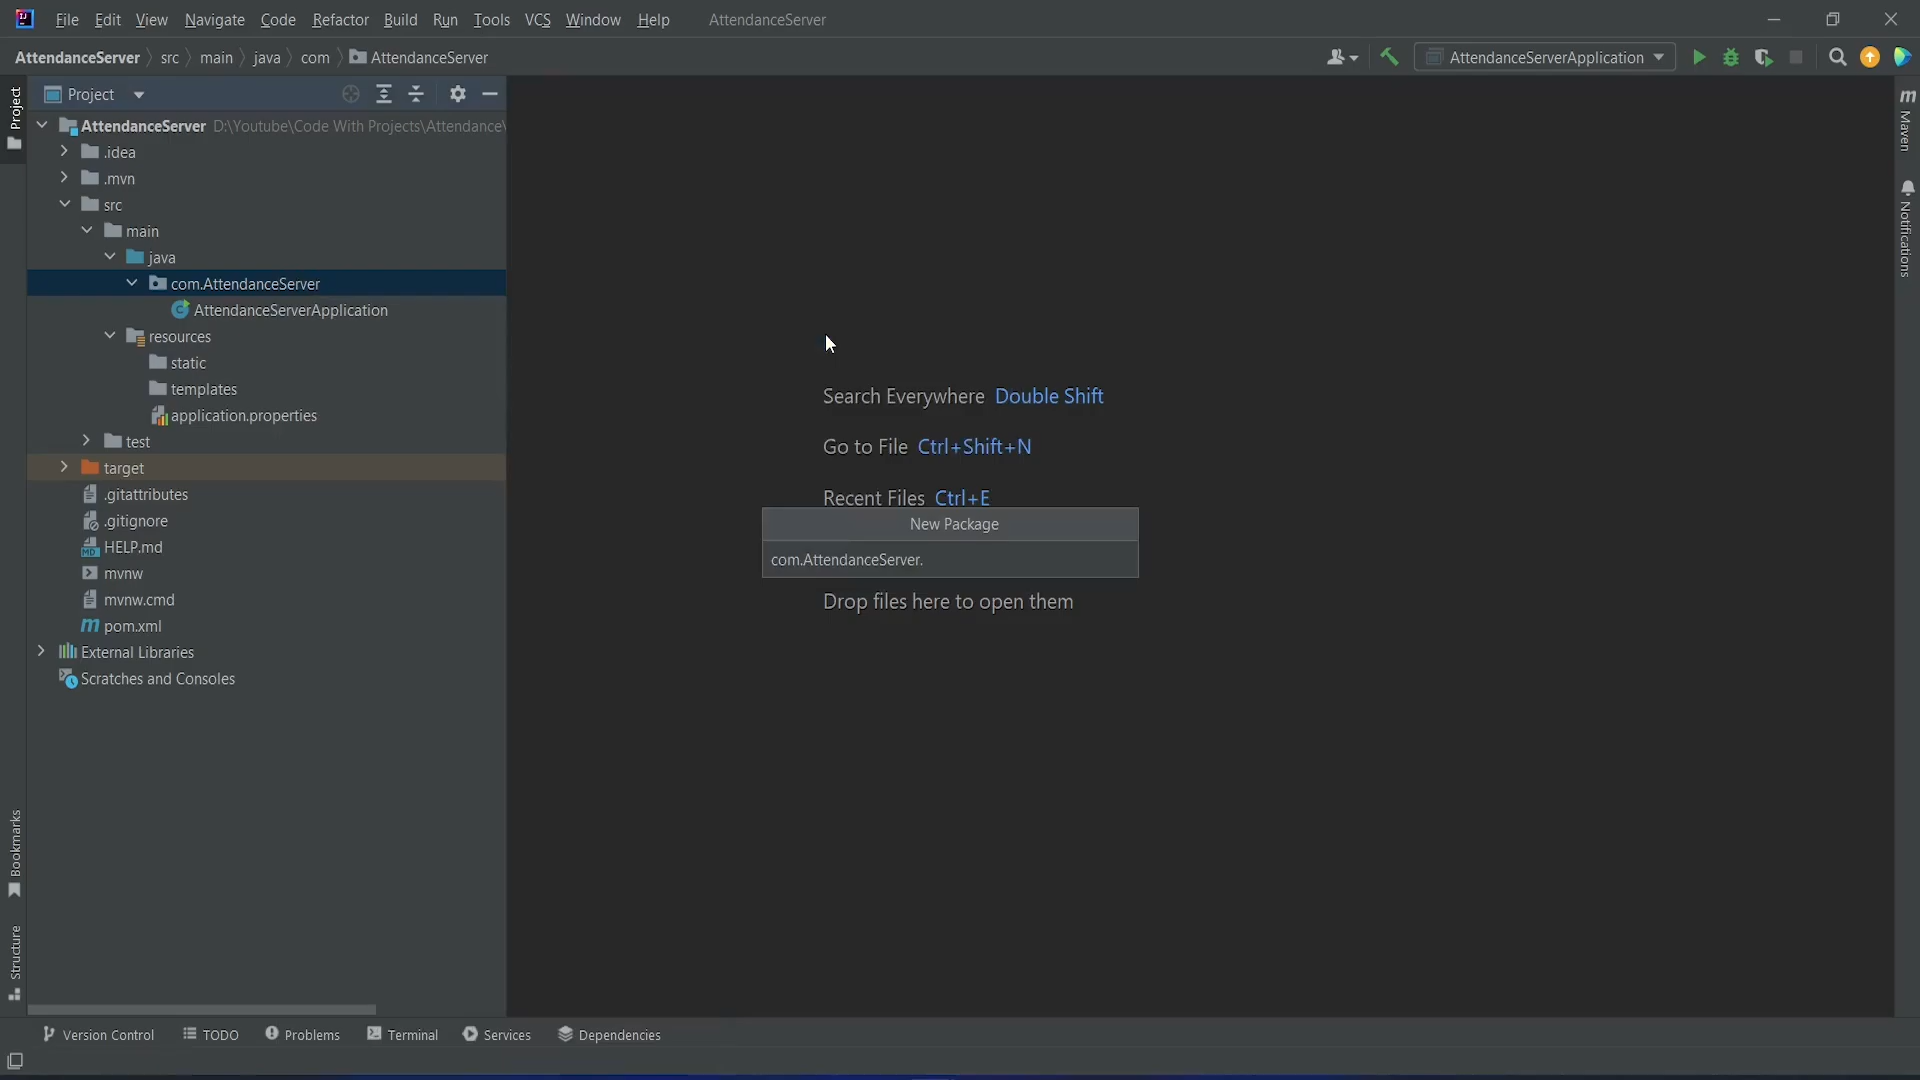 File Edit View Navigate Code Refactor Build Run Tools VCS Window Help AttendanceServer
AttendanceServer src main java com AttendanceServer AttendanceServerApplication
Project
Project
AttendanceServer D:\Youtube\Code With Projects\Attendance\
.idea
.mvn
src
main
java
com.AttendanceServer
AttendanceServerApplication
resources
static
templates
application.properties
test
target
.gitattributes
.gitignore
HELP.md
mvnw
mvnw.cmd
pom.xml
External Libraries
Scratches and Consoles
Search Everywhere Double Shift
Go to File Ctrl+Shift+N
Recent Files Ctrl+E
New Package
com.AttendanceServer.
Drop files here to open them
Maven
Notifications
Bookmarks
Structure
Version Control TODO Problems Terminal Services Dependencies